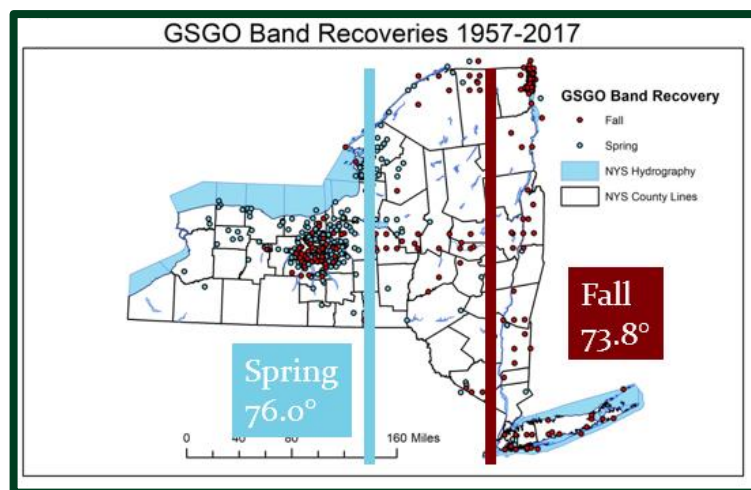 GSGO Band Recoveries 1957-2017
GSGO Band Recovery
Fall
Spring
NYS Hydrography
NYS County Lines
Fall
73.8°
Spring
76.0°
0 40 80 160 Miles